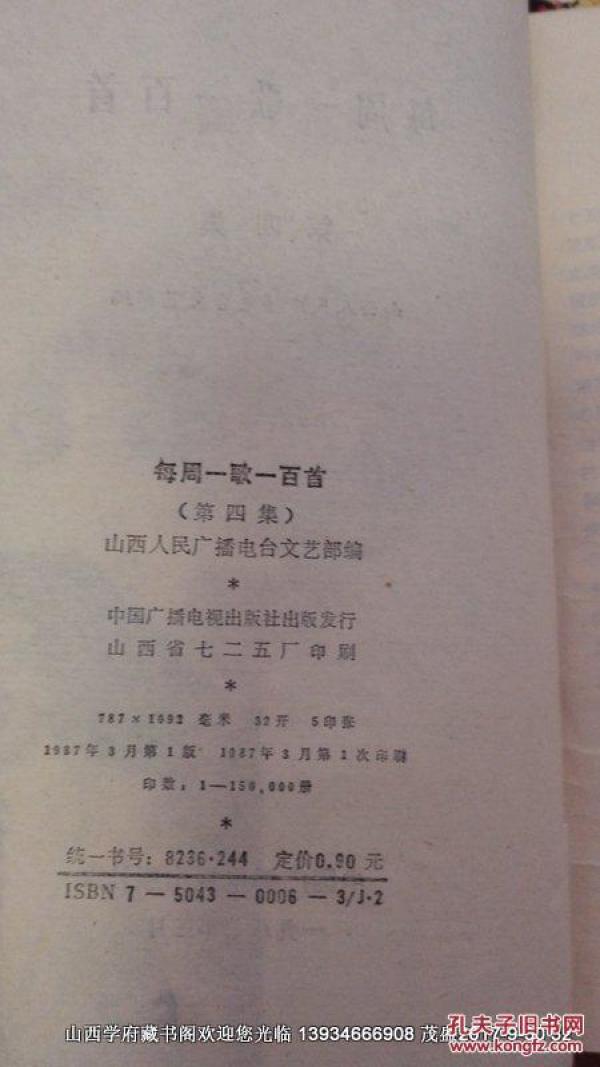 每周一歌一百首
（第四集）
山西人民广播电台文艺部编
*
中国广播电视出版社出版发行
山西省七二五厂印刷
*
787×1092 毫米 32开 5印张
1987年3月第1版 1987年3月第1次印刷
印数：1—150,000册
*
统一书号：8236·244 定价0.90元
ISBN 7—5043—0006—3/J·2
山西学府藏书阁欢迎您光临 13934666908
孔夫子旧书网
www.kongfz.com